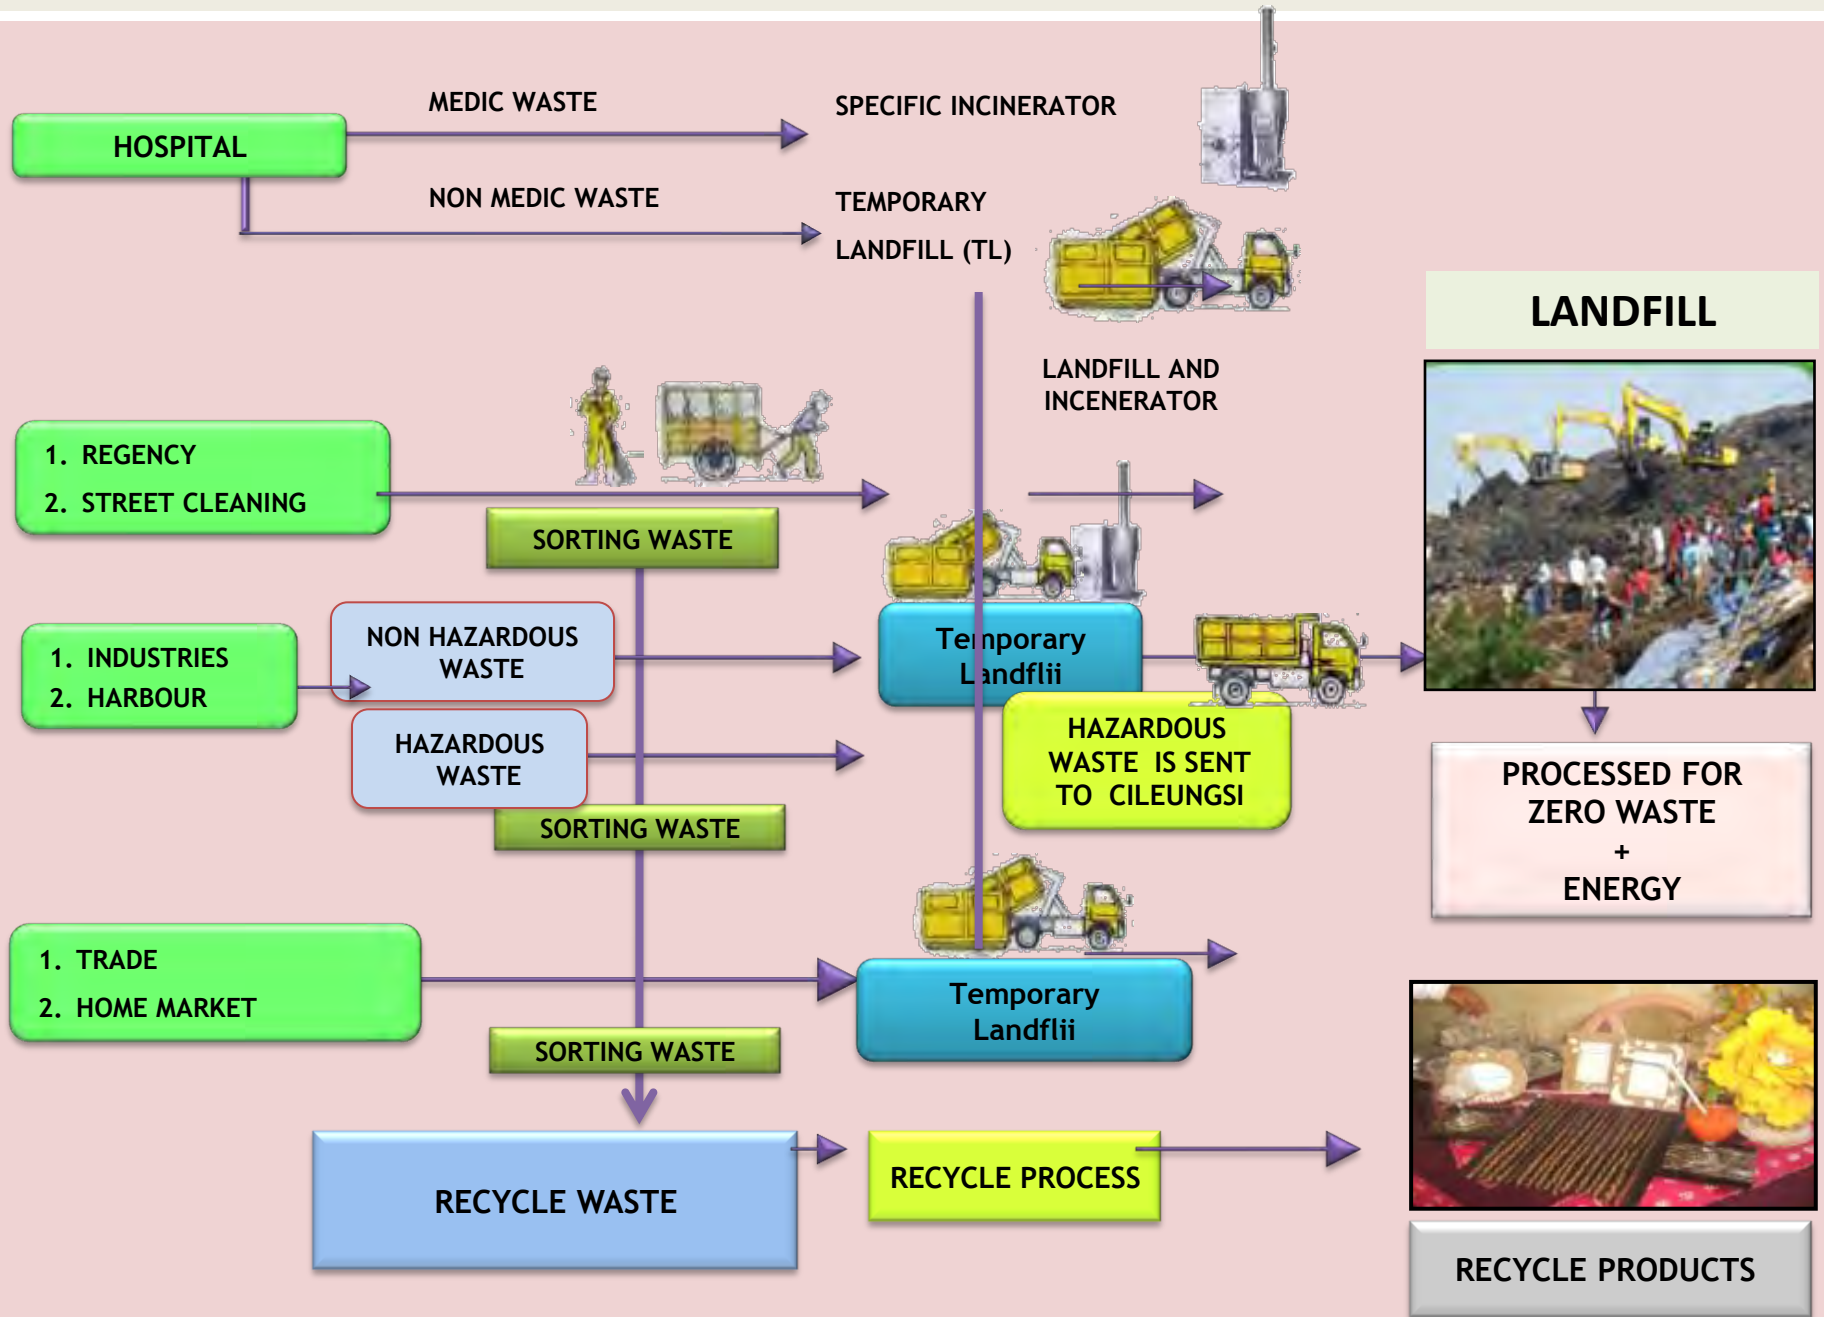 MEDIC WASTE
SPECIFIC INCINERATOR
HOSPITAL
NON MEDIC WASTE
TEMPORARY
LANDFILL (TL)
LANDFILL
LANDFILL AND
INCENERATOR
1. REGENCY
2. STREET CLEANING
SORTING WASTE
1. INDUSTRIES
2. HARBOUR
NON HAZARDOUS
WASTE
Temporary
Landflii
HAZARDOUS
WASTE
HAZARDOUS
WASTE IS SENT
TO CILEUNGSI
PROCESSED FOR
ZERO WASTE
+
ENERGY
SORTING WASTE
1. TRADE
2. HOME MARKET
Temporary
Landflii
SORTING WASTE
RECYCLE WASTE
RECYCLE PROCESS
RECYCLE PRODUCTS